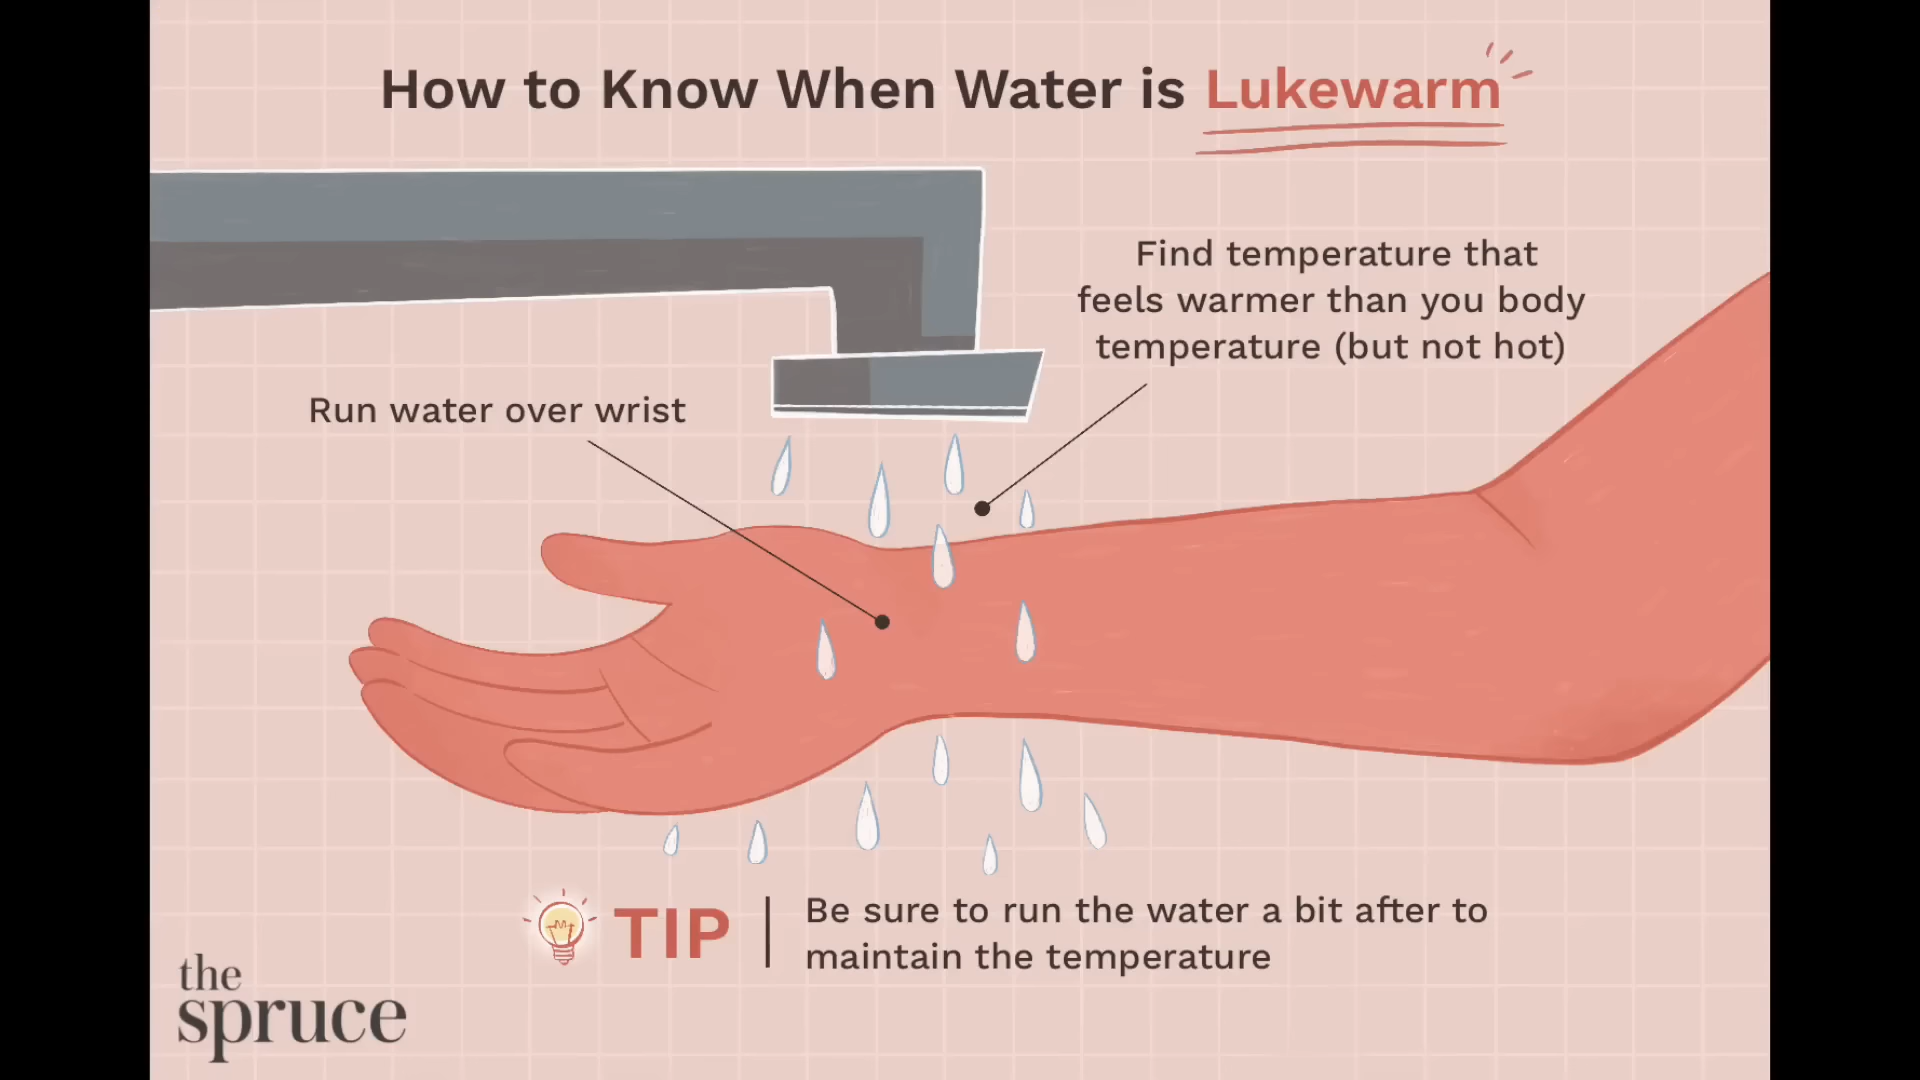 How to Know When Water is Lukewarm
Find temperature that
feels warmer than you body
temperature (but not hot)
Run water over wrist
TIP
Be sure to run the water a bit after to
maintain the temperature
the
spruce